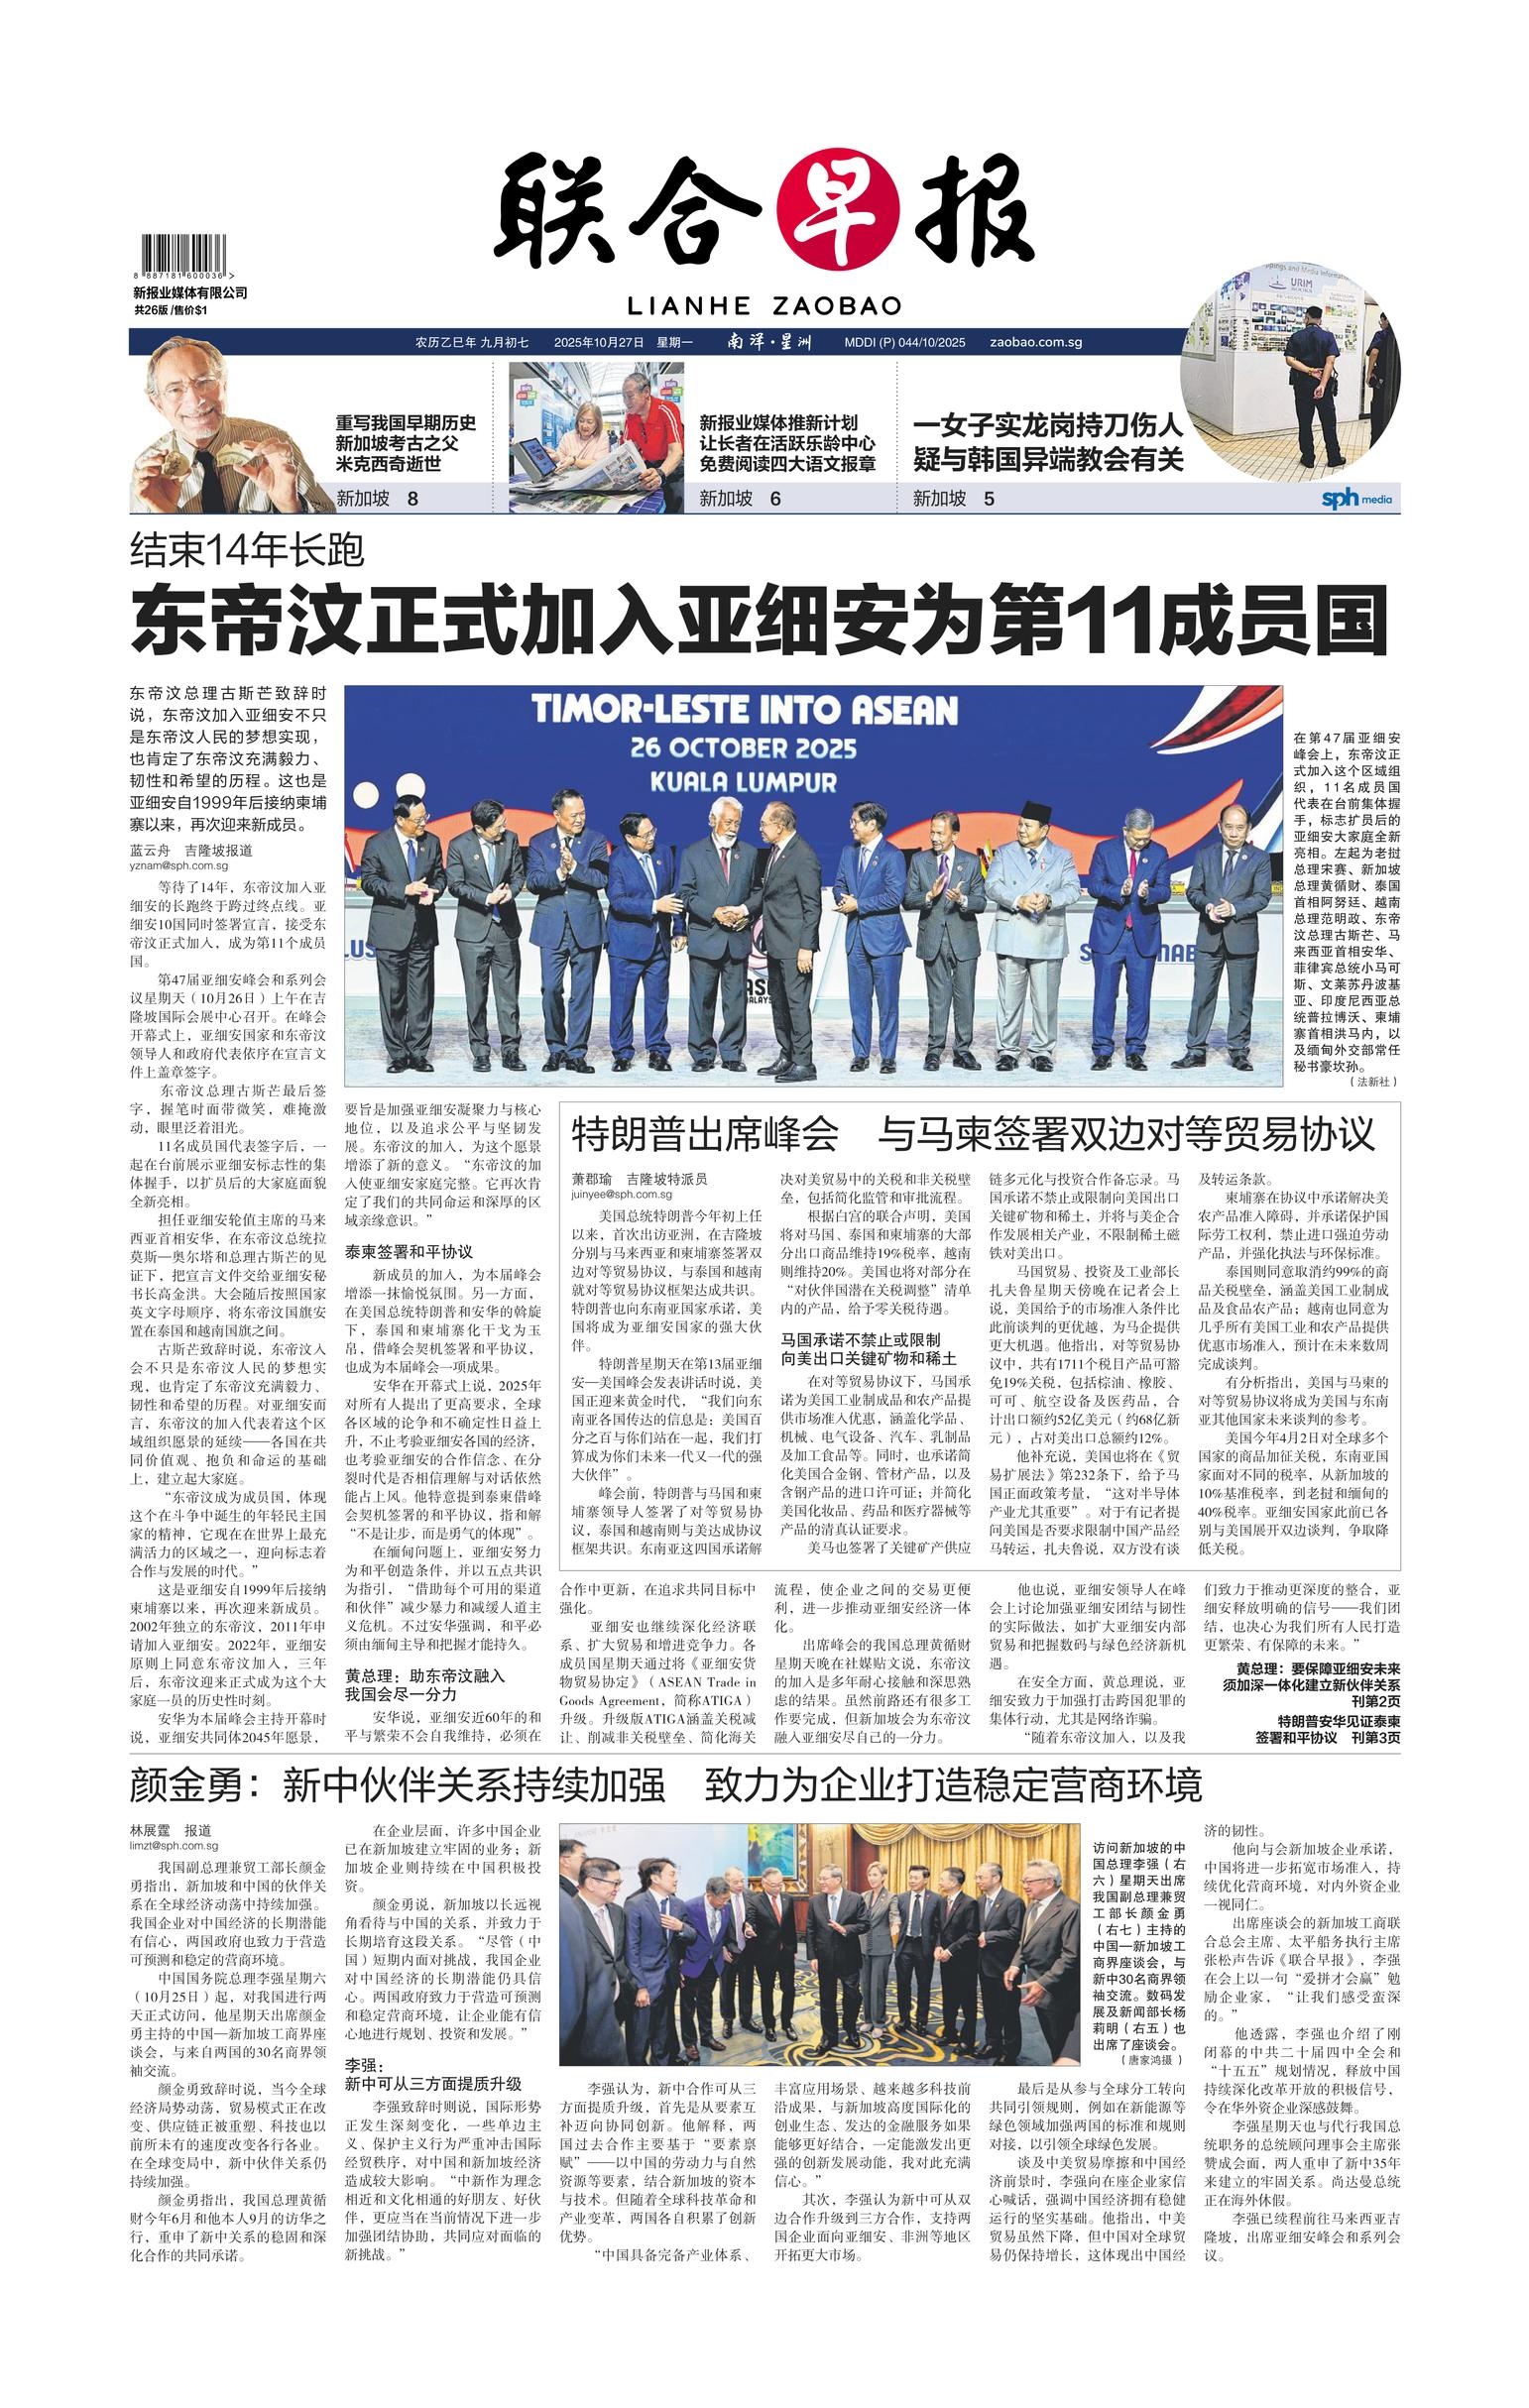 联合早报
LIANHE ZAOBAO
8 887181 600036 >
新报业媒体有限公司
共26版 /售价$1
农历乙巳年 九月初七 2025年10月27日 星期一 南洋·星洲 MDDI (P) 044/10/2025 zaobao.com.sg
重写我国早期历史
新加坡考古之父
米克西奇逝世
新加坡 8
新报业媒体推新计划
让长者在活跃乐龄中心
免费阅读四大语文报章
新加坡 6
一女子实龙岗持刀伤人
疑与韩国异端教会有关
新加坡 5
URIM
sph media
结束14年长跑
东帝汶正式加入亚细安为第11成员国
东帝汶总理古斯芒致辞时
说，东帝汶加入亚细安不只
是东帝汶人民的梦想实现，
也肯定了东帝汶充满毅力、
韧性和希望的历程。这也是
亚细安自1999年后接纳柬埔
寨以来，再次迎来新成员。
蓝云舟 吉隆坡报道
yznam@sph.com.sg
等待了14年，东帝汶加入亚
细安的长跑终于跨过终点线。亚
细安10国同时签署宣言，接受东
帝汶正式加入，成为第11个成员
国。
第47届亚细安峰会和系列会
议星期天（10月26日）上午在吉
隆坡国际会展中心召开。在峰会
开幕式上，亚细安国家和东帝汶
领导人和政府代表依序在宣言文
件上盖章签字。
东帝汶总理古斯芒最后签
字，握笔时面带微笑，难掩激
动，眼里泛着泪光。
11名成员国代表签字后，一
起在台前展示亚细安标志性的集
体握手，以扩员后的大家庭面貌
全新亮相。
担任亚细安轮值主席的马来
西亚首相安华，在东帝汶总统拉
莫斯—奥尔塔和总理古斯芒的见
证下，把宣言文件交给亚细安秘
书长高金洪。大会随后按照国家
英文字母顺序，将东帝汶国旗安
置在泰国和越南国旗之间。
古斯芒致辞时说，东帝汶入
会不只是东帝汶人民的梦想实
现，也肯定了东帝汶充满毅力、
韧性和希望的历程。对亚细安而
言，东帝汶的加入代表着这个区
域组织愿景的延续——各国在共
同价值观、抱负和命运的基础
上，建立起大家庭。
“东帝汶成为成员国，体现
这个在斗争中诞生的年轻民主国
家的精神，它现在在世界上最充
满活力的区域之一，迎向标志着
合作与发展的时代。”
这是亚细安自1999年后接纳
柬埔寨以来，再次迎来新成员。
2002年独立的东帝汶，2011年申
请加入亚细安。2022年，亚细安
原则上同意东帝汶加入，三年
后，东帝汶迎来正式成为这个大
家庭一员的历史性时刻。
安华为本届峰会主持开幕时
说，亚细安共同体2045年愿景，
TIMOR-LESTE INTO ASEAN
26 OCTOBER 2025
KUALA LUMPUR
在第47届亚细安
峰会上，东帝汶正
式加入这个区域组
织，11名成员国
代表在台前集体握
手，标志扩员后的
亚细安大家庭全新
亮相。左起为老挝
总理宋赛、新加坡
总理黄循财、泰国
首相阿努廷、越南
总理范明政、东帝
汶总理古斯芒、马
来西亚首相安华、
菲律宾总统小马可
斯、文莱苏丹波基
亚、印度尼西亚总
统普拉博沃、柬埔
寨首相洪马内，以
及缅甸外交部常任
秘书豪坎孙。
（法新社）
要旨是加强亚细安凝聚力与核心
地位，以及追求公平与坚韧发
展。东帝汶的加入，为这个愿景
增添了新的意义。“东帝汶的加
入使亚细安家庭完整。它再次肯
定了我们的共同命运和深厚的区
域亲缘意识。”
泰柬签署和平协议
新成员的加入，为本届峰会
增添一抹愉悦氛围。另一方面，
在美国总统特朗普和安华的斡旋
下，泰国和柬埔寨化干戈为玉
帛，借峰会契机签署和平协议，
也成为本届峰会一项成果。
安华在开幕式上说，2025年
对所有人提出了更高要求，全球
各区域的论争和不确定性日益上
升，不止考验亚细安各国的经济，
也考验亚细安的合作信念、在分
裂时代是否相信理解与对话依然
能占上风。他特意提到泰柬借峰
会契机签署的和平协议，指和解
“不是让步，而是勇气的体现”。
在缅甸问题上，亚细安努力
为和平创造条件，并以五点共识
为指引，“借助每个可用的渠道
和伙伴”减少暴力和减缓人道主
义危机。不过安华强调，和平必
须由缅甸主导和把握才能持久。
黄总理：助东帝汶融入
我国会尽一分力
安华说，亚细安近60年的和
平与繁荣不会自我维持，必须在
特朗普出席峰会 与马柬签署双边对等贸易协议
萧郡瑜 吉隆坡特派员
juinyee@sph.com.sg
美国总统特朗普今年初上任
以来，首次出访亚洲，在吉隆坡
分别与马来西亚和柬埔寨签署双
边对等贸易协议，与泰国和越南
就对等贸易协议框架达成共识。
特朗普也向东南亚国家承诺，美
国将成为亚细安国家的强大伙
伴。
特朗普星期天在第13届亚细
安—美国峰会发表讲话时说，美
国正迎来黄金时代，“我们向东
南亚各国传达的信息是：美国百
分之百与你们站在一起，我们打
算成为你们未来一代又一代的强
大伙伴”。
峰会前，特朗普与马国和柬
埔寨领导人签署了对等贸易协
议，泰国和越南则与美达成协议
框架共识。东南亚这四国承诺解
决对美贸易中的关税和非关税壁
垒，包括简化监管和审批流程。
根据白宫的联合声明，美国
将对马国、泰国和柬埔寨的大部
分出口商品维持19%税率，越南
则维持20%。美国也将对部分在
“对伙伴国潜在关税调整”清单
内的产品，给予零关税待遇。
马国承诺不禁止或限制
向美出口关键矿物和稀土
在对等贸易协议下，马国承
诺为美国工业制成品和农产品提
供市场准入优惠，涵盖化学品、
机械、电气设备、汽车、乳制品
及加工食品等。同时，也承诺简
化美国合金钢、管材产品，以及
含钢产品的进口许可证；并简化
美国化妆品、药品和医疗器械等
产品的清真认证要求。
美马也签署了关键矿产供应
链多元化与投资合作备忘录。马
国承诺不禁止或限制向美国出口
关键矿物和稀土，并将与美企合
作发展相关产业，不限制稀土磁
铁对美出口。
马国贸易、投资及工业部长
扎夫鲁星期天傍晚在记者会上
说，美国给予的市场准入条件比
此前谈判的更优越，为马企提供
更大机遇。他指出，对等贸易协
议中，共有1711个税目产品可豁
免19%关税，包括棕油、橡胶、
可可、航空设备及医药品，合
计出口额约52亿美元（约68亿新
元），占对美出口总额约12%。
他补充说，美国也将在《贸
易扩展法》第232条下，给予马
国正面政策考量，“这对半导体
产业尤其重要”。对于有记者提
问美国是否要求限制中国产品经
马转运，扎夫鲁说，双方没有谈
及转运条款。
柬埔寨在协议中承诺解决美
农产品准入障碍，并承诺保护国
际劳工权利，禁止进口强迫劳动
产品，并强化执法与环保标准。
泰国则同意取消约99%的商
品关税壁垒，涵盖美国工业制成
品及食品农产品；越南也同意为
几乎所有美国工业和农产品提供
优惠市场准入，预计在未来数周
完成谈判。
有分析指出，美国与马柬的
对等贸易协议将成为美国与东南
亚其他国家未来谈判的参考。
美国今年4月2日对全球多个
国家的商品加征关税，东南亚国
家面对不同的税率，从新加坡的
10%基准税率，到老挝和缅甸的
40%税率。亚细安国家此前已各
别与美国展开双边谈判，争取降
低关税。
合作中更新，在追求共同目标中
强化。
亚细安也继续深化经济联
系、扩大贸易和增进竞争力。各
成员国星期天通过将《亚细安货
物贸易协定》（ASEAN Trade in
Goods Agreement，简称ATIGA）
升级。升级版ATIGA涵盖关税减
让、削减非关税壁垒、简化海关
流程，使企业之间的交易更便
利，进一步推动亚细安经济一体
化。
出席峰会的我国总理黄循财
星期天晚在社媒贴文说，东帝汶
的加入是多年耐心接触和深思熟
虑的结果。虽然前路还有很多工
作要完成，但新加坡会为东帝汶
融入亚细安尽自己的一分力。
他也说，亚细安领导人在峰
会上讨论加强亚细安团结与韧性
的实际做法，如扩大亚细安内部
贸易和把握数码与绿色经济新机
遇。
在安全方面，黄总理说，亚
细安致力于加强打击跨国犯罪的
集体行动，尤其是网络诈骗。
“随着东帝汶加入，以及我
们致力于推动更深度的整合，亚
细安释放明确的信号——我们团
结，也决心为我们所有人民打造
更繁荣、有保障的未来。”
黄总理：要保障亚细安未来
须加深一体化建立新伙伴关系
刊第2页
特朗普安华见证泰柬
签署和平协议 刊第3页
颜金勇：新中伙伴关系持续加强 致力为企业打造稳定营商环境
林展霆 报道
limzt@sph.com.sg
我国副总理兼贸工部长颜金
勇指出，新加坡和中国的伙伴关
系在全球经济动荡中持续加强。
我国企业对中国经济的长期潜能
有信心，两国政府也致力于营造
可预测和稳定的营商环境。
中国国务院总理李强星期六
（10月25日）起，对我国进行两
天正式访问，他星期天出席颜金
勇主持的中国—新加坡工商界座
谈会，与来自两国的30名商界领
袖交流。
颜金勇致辞时说，当今全球
经济局势动荡，贸易模式正在改
变、供应链正被重塑、科技也以
前所未有的速度改变各行各业。
在全球变局中，新中伙伴关系仍
持续加强。
颜金勇指出，我国总理黄循
财今年6月和他本人9月的访华之
行，重申了新中关系的稳固和深
化合作的共同承诺。
在企业层面，许多中国企业
已在新加坡建立牢固的业务；新
加坡企业则持续在中国积极投
资。
颜金勇说，新加坡以长远视
角看待与中国的关系，并致力于
长期培育这段关系。“尽管（中
国）短期内面对挑战，我国企业
对中国经济的长期潜能仍具信
心。两国政府致力于营造可预测
和稳定营商环境，让企业能有信
心地进行规划、投资和发展。”
李强：
新中可从三方面提质升级
李强致辞时则说，国际形势
正发生深刻变化，一些单边主
义、保护主义行为严重冲击国际
经贸秩序，对中国和新加坡经济
造成较大影响。“中新作为理念
相近和文化相通的好朋友、好伙
伴，更应当在当前情况下进一步
加强团结协助，共同应对面临的
新挑战。”
访问新加坡的中
国总理李强（右
六）星期天出席
我国副总理兼贸
工部长颜金勇
（右七）主持的
中国—新加坡工
商界座谈会，与
新中30名商界领
袖交流。数码发
展及新闻部长杨
莉明（右五）也
出席了座谈会。
（唐家鸿摄）
李强认为，新中合作可从三
方面提质升级，首先是从要素互
补迈向协同创新。他解释，两
国过去合作主要基于“要素禀
赋”——以中国的劳动力与自然
资源等要素，结合新加坡的资本
与技术。但随着全球科技革命和
产业变革，两国各自积累了创新
优势。
“中国具备完备产业体系、
丰富应用场景、越来越多科技前
沿成果，与新加坡高度国际化的
创业生态、发达的金融服务如果
能够更好结合，一定能激发出更
强的创新发展动能，我对此充满
信心。”
其次，李强认为新中可从双
边合作升级到三方合作，支持两
国企业面向亚细安、非洲等地区
开拓更大市场。
最后是从参与全球分工转向
共同引领规则，例如在新能源等
绿色领域加强两国的标准和规则
对接，以引领全球绿色发展。
谈及中美贸易摩擦和中国经
济前景时，李强向在座企业家信
心喊话，强调中国经济拥有稳健
运行的坚实基础。他指出，中美
贸易虽然下降，但中国对全球贸
易仍保持增长，这体现出中国经
济的韧性。
他向与会新加坡企业承诺，
中国将进一步拓宽市场准入，持
续优化营商环境，对内外资企业
一视同仁。
出席座谈会的新加坡工商联
合总会主席、太平船务执行主席
张松声告诉《联合早报》，李强
在会上以一句“爱拼才会赢”勉
励企业家，“让我们感受蛮深
的。”
他透露，李强也介绍了刚
闭幕的中共二十届四中全会和
“十五五”规划情况，释放中国
持续深化改革开放的积极信号，
令在华外资企业深感鼓舞。
李强星期天也与代行我国总
统职务的总统顾问理事会主席张
赞成会面，两人重申了新中35年
来建立的牢固关系。尚达曼总统
正在海外休假。
李强已续程前往马来西亚吉
隆坡，出席亚细安峰会和系列会
议。